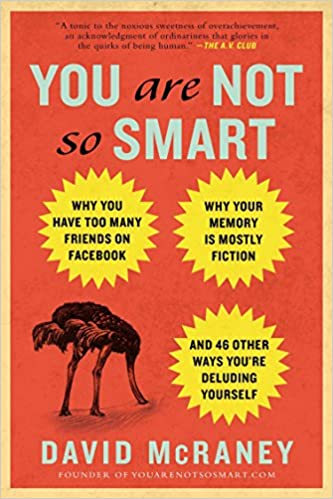 "A tonic to the noxious sweetness of overachievement,
an acknowledgment of ordinariness that glories in
the quirks of being human." —THE A.V. CLUB
YOU are NOT
so SMART
WHY YOU
HAVE TOO MANY
FRIENDS ON
FACEBOOK
WHY YOUR
MEMORY
IS MOSTLY
FICTION
AND 46 OTHER
WAYS YOU'RE
DELUDING
YOURSELF
DAVID McRANEY
FOUNDER OF YOUARENOTSOSMART.COM